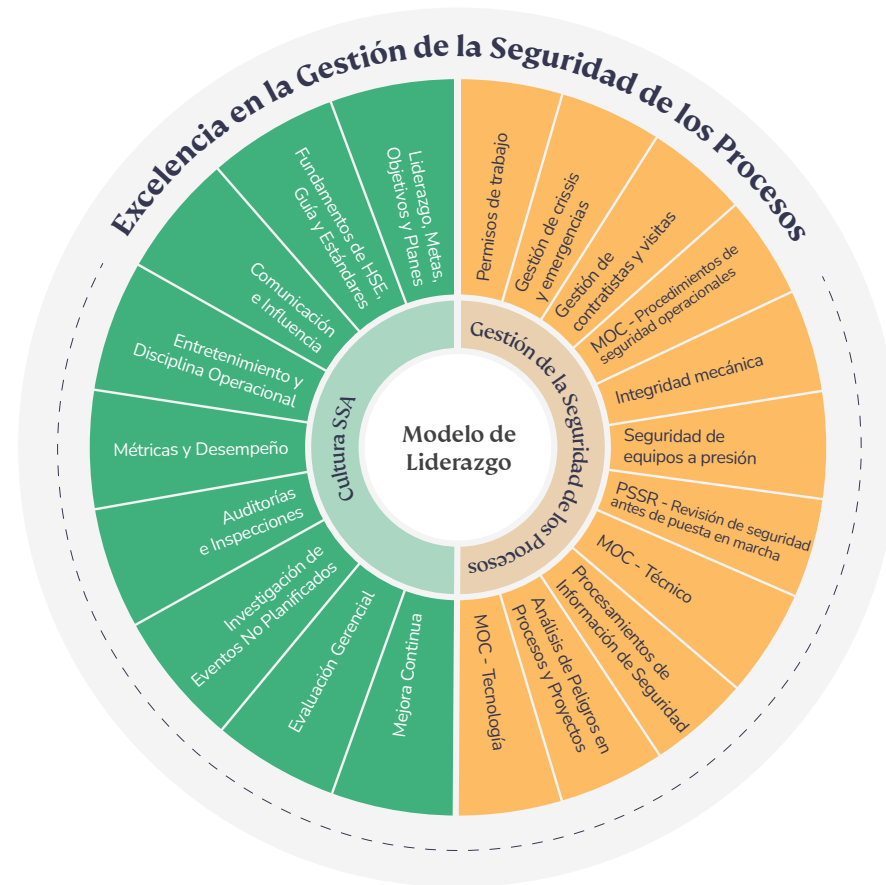 Excelencia en la Gestión de la Seguridad de los Procesos
Liderazgo, Metas,
Objetivos y Planes
Fundamentos de HSE,
Guía y Estándares
Comunicación
e Influencia
Entretenimiento y
Disciplina Operacional
Métricas y Desempeño
Auditorías
e Inspecciones
Investigación de
Eventos No Planificados
Evaluación Gerencial
Mejora Continua
Permisos de trabajo
Gestión de crissis
y emergencias
Gestión de
contratistas y visitas
MOC - Procedimientos de
seguridad operacionales
Integridad mecánica
Seguridad de
equipos a presión
PSSR - Revisión de seguridad
antes de puesta en marcha
MOC - Técnico
Procesamientos de
Información de Seguridad
Análisis de Peligros en
Procesos y Proyectos
MOC - Tecnología
Cultura SSA
Gestión de la Seguridad de los Procesos
Modelo de
Liderazgo